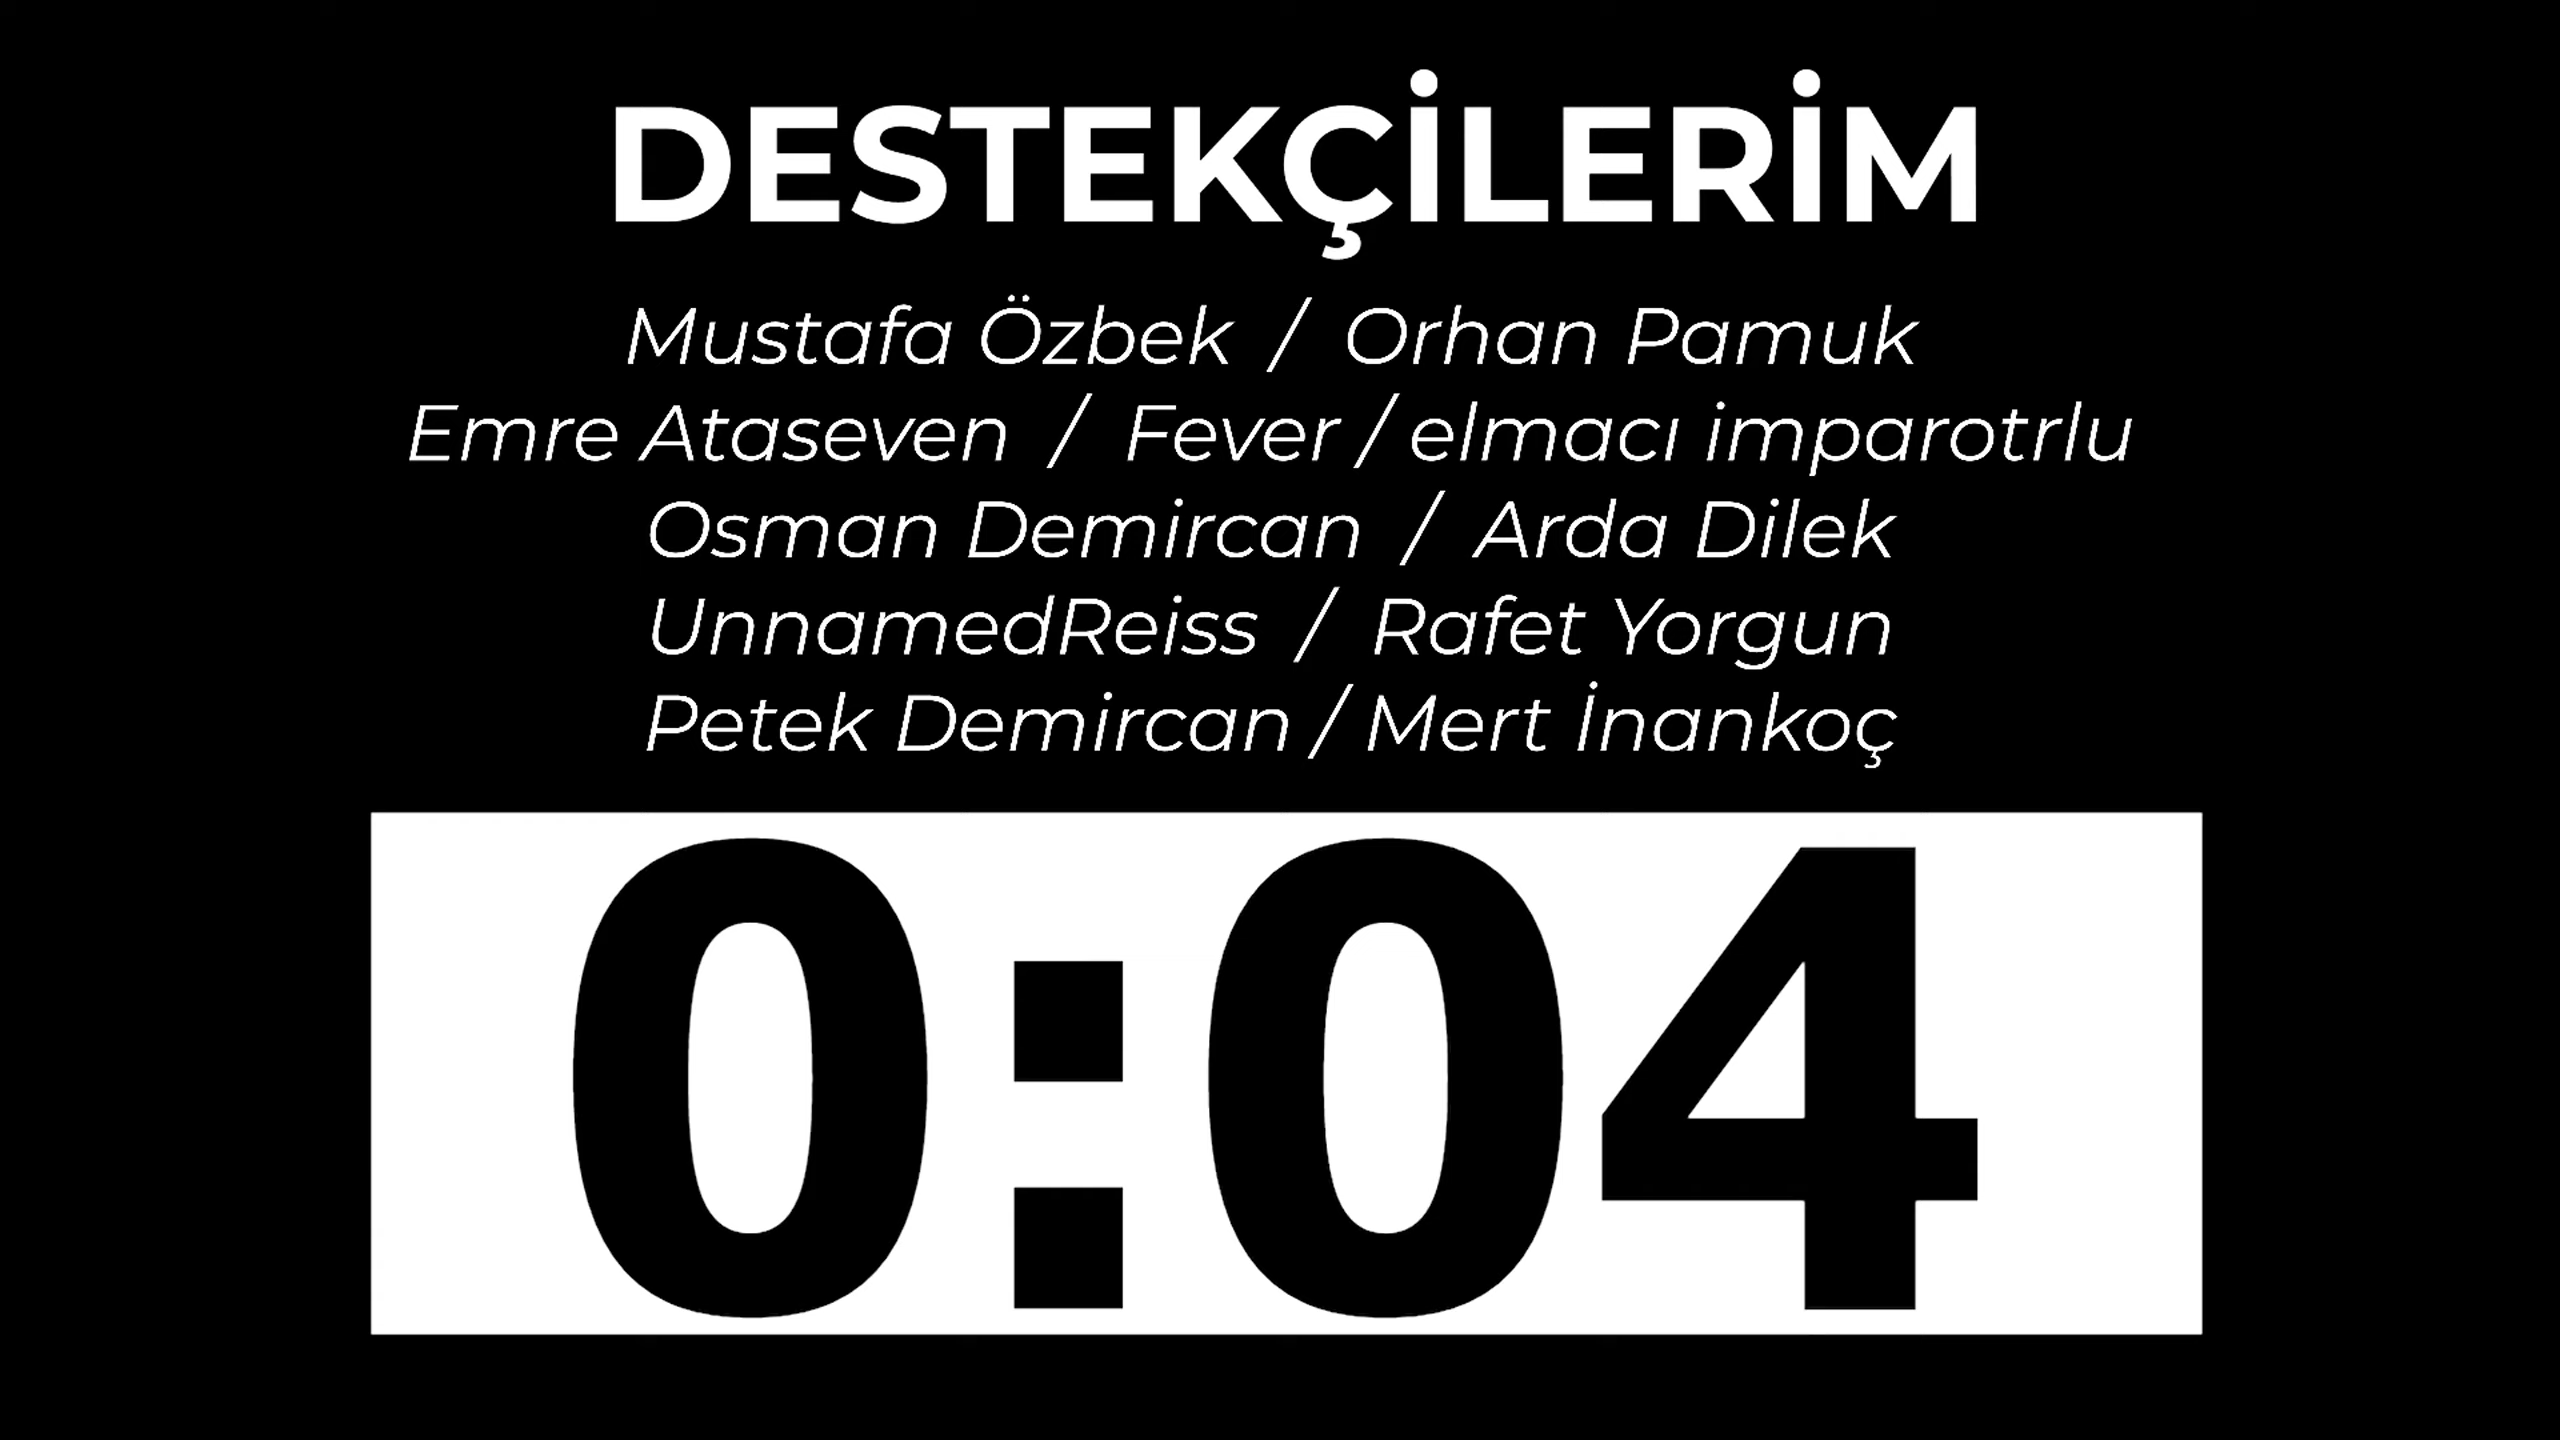 DESTEKÇİLERİM
Mustafa Özbek / Orhan Pamuk
Emre Ataseven / Fever / elmacı imparotrlu
Osman Demircan / Arda Dilek
UnnamedReiss / Rafet Yorgun
Petek Demircan / Mert İnankoç
0:04